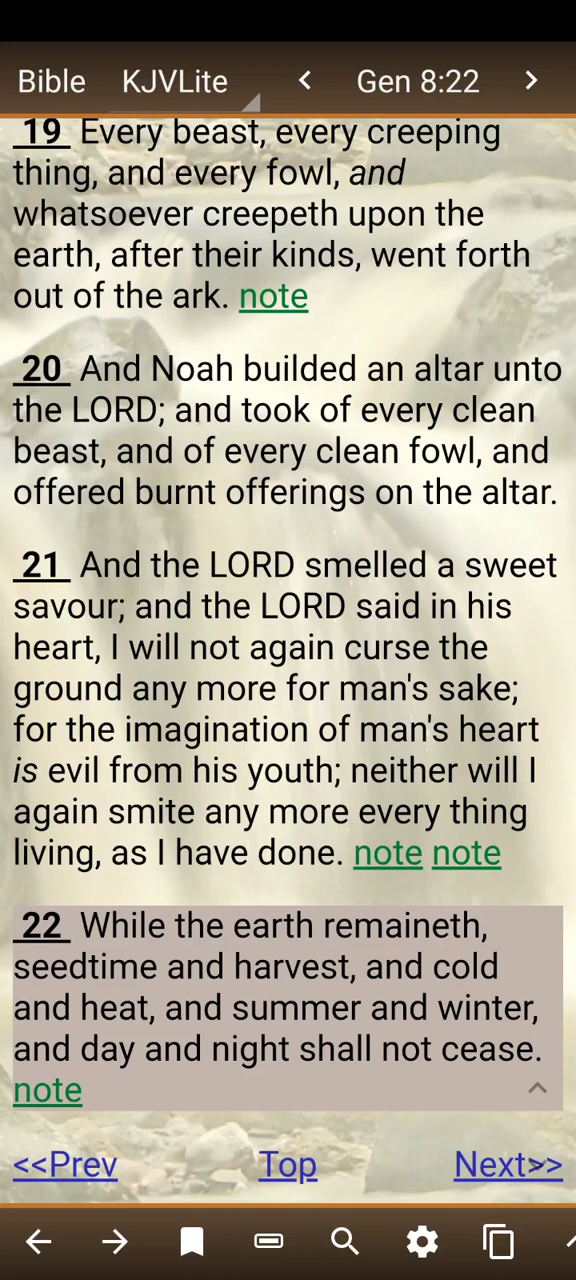 Bible KJVLite < Gen 8:22 >
19 Every beast, every creeping
thing, and every fowl, and
whatsoever creepeth upon the
earth, after their kinds, went forth
out of the ark. note
20 And Noah builded an altar unto
the LORD; and took of every clean
beast, and of every clean fowl, and
offered burnt offerings on the altar.
21 And the LORD smelled a sweet
savour; and the LORD said in his
heart, I will not again curse the
ground any more for man's sake;
for the imagination of man's heart
is evil from his youth; neither will I
again smite any more every thing
living, as I have done. note note
22 While the earth remaineth,
seedtime and harvest, and cold
and heat, and summer and winter,
and day and night shall not cease.
note
<<Prev Top Next>>